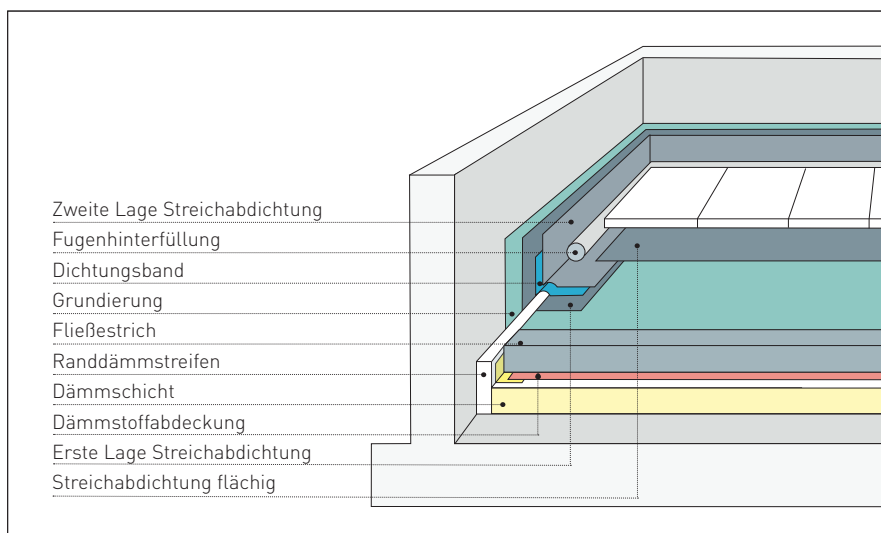 Zweite Lage Streichabdichtung
Fugenhinterfüllung
Dichtungsband
Grundierung
Fließestrich
Randdämmstreifen
Dämmschicht
Dämmstoffabdeckung
Erste Lage Streichabdichtung
Streichabdichtung flächig